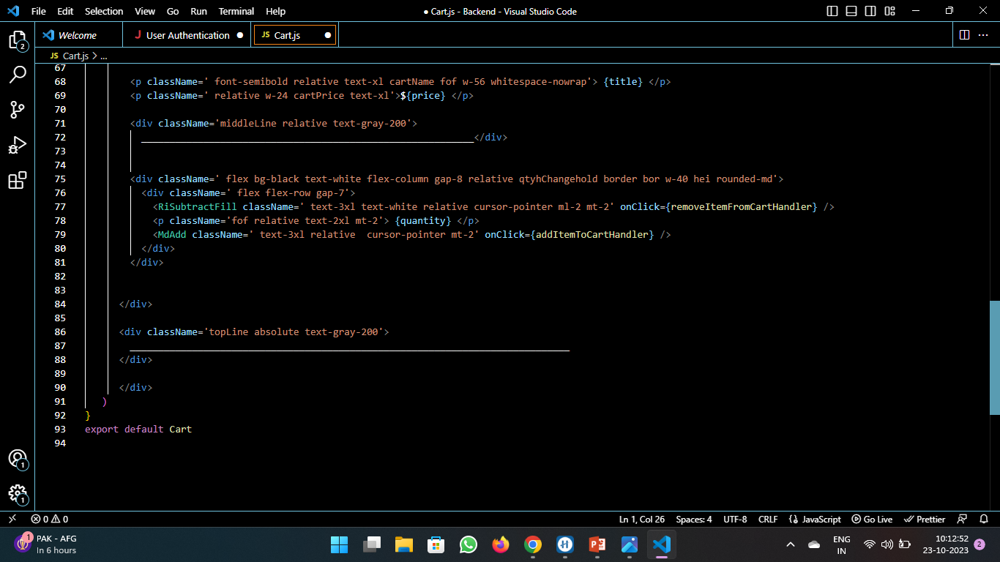 File Edit Selection View Go Run Terminal Help
● Cart.js - Backend - Visual Studio Code
Welcome
J User Authentication ●
JS Cart.js ●
JS Cart.js > ...
67
68 <p className=' font-semibold relative text-xl cartName fof w-56 whitespace-nowrap'> {title} </p>
69 <p className=' relative w-24 cartPrice text-xl'>${price} </p>
70
71 <div className='middleLine relative text-gray-200'>
72 ___________________________________________________________</div>
73
74
75 <div className=' flex bg-black text-white flex-column gap-8 relative qtyhChangehold border bor w-40 hei rounded-md'>
76 <div className=' flex flex-row gap-7'>
77 <RiSubtractFill className=' text-3xl text-white relative cursor-pointer ml-2 mt-2' onClick={removeItemFromCartHandler} />
78 <p className='fof relative text-2xl mt-2'> {quantity} </p>
79 <MdAdd className=' text-3xl relative  cursor-pointer mt-2' onClick={addItemToCartHandler} />
80 </div>
81 </div>
82
83
84 </div>
85
86 <div className='topLine absolute text-gray-200'>
87 ______________________________________________________________________________
88 </div>
89
90 </div>
91 )
92 }
93 export default Cart
94
2
1
1
0 0
Ln 1, Col 26 Spaces: 4 UTF-8 CRLF {} JavaScript Go Live Prettier
1
PAK - AFG
In 6 hours
ENG
IN
10:12:52
23-10-2023
2